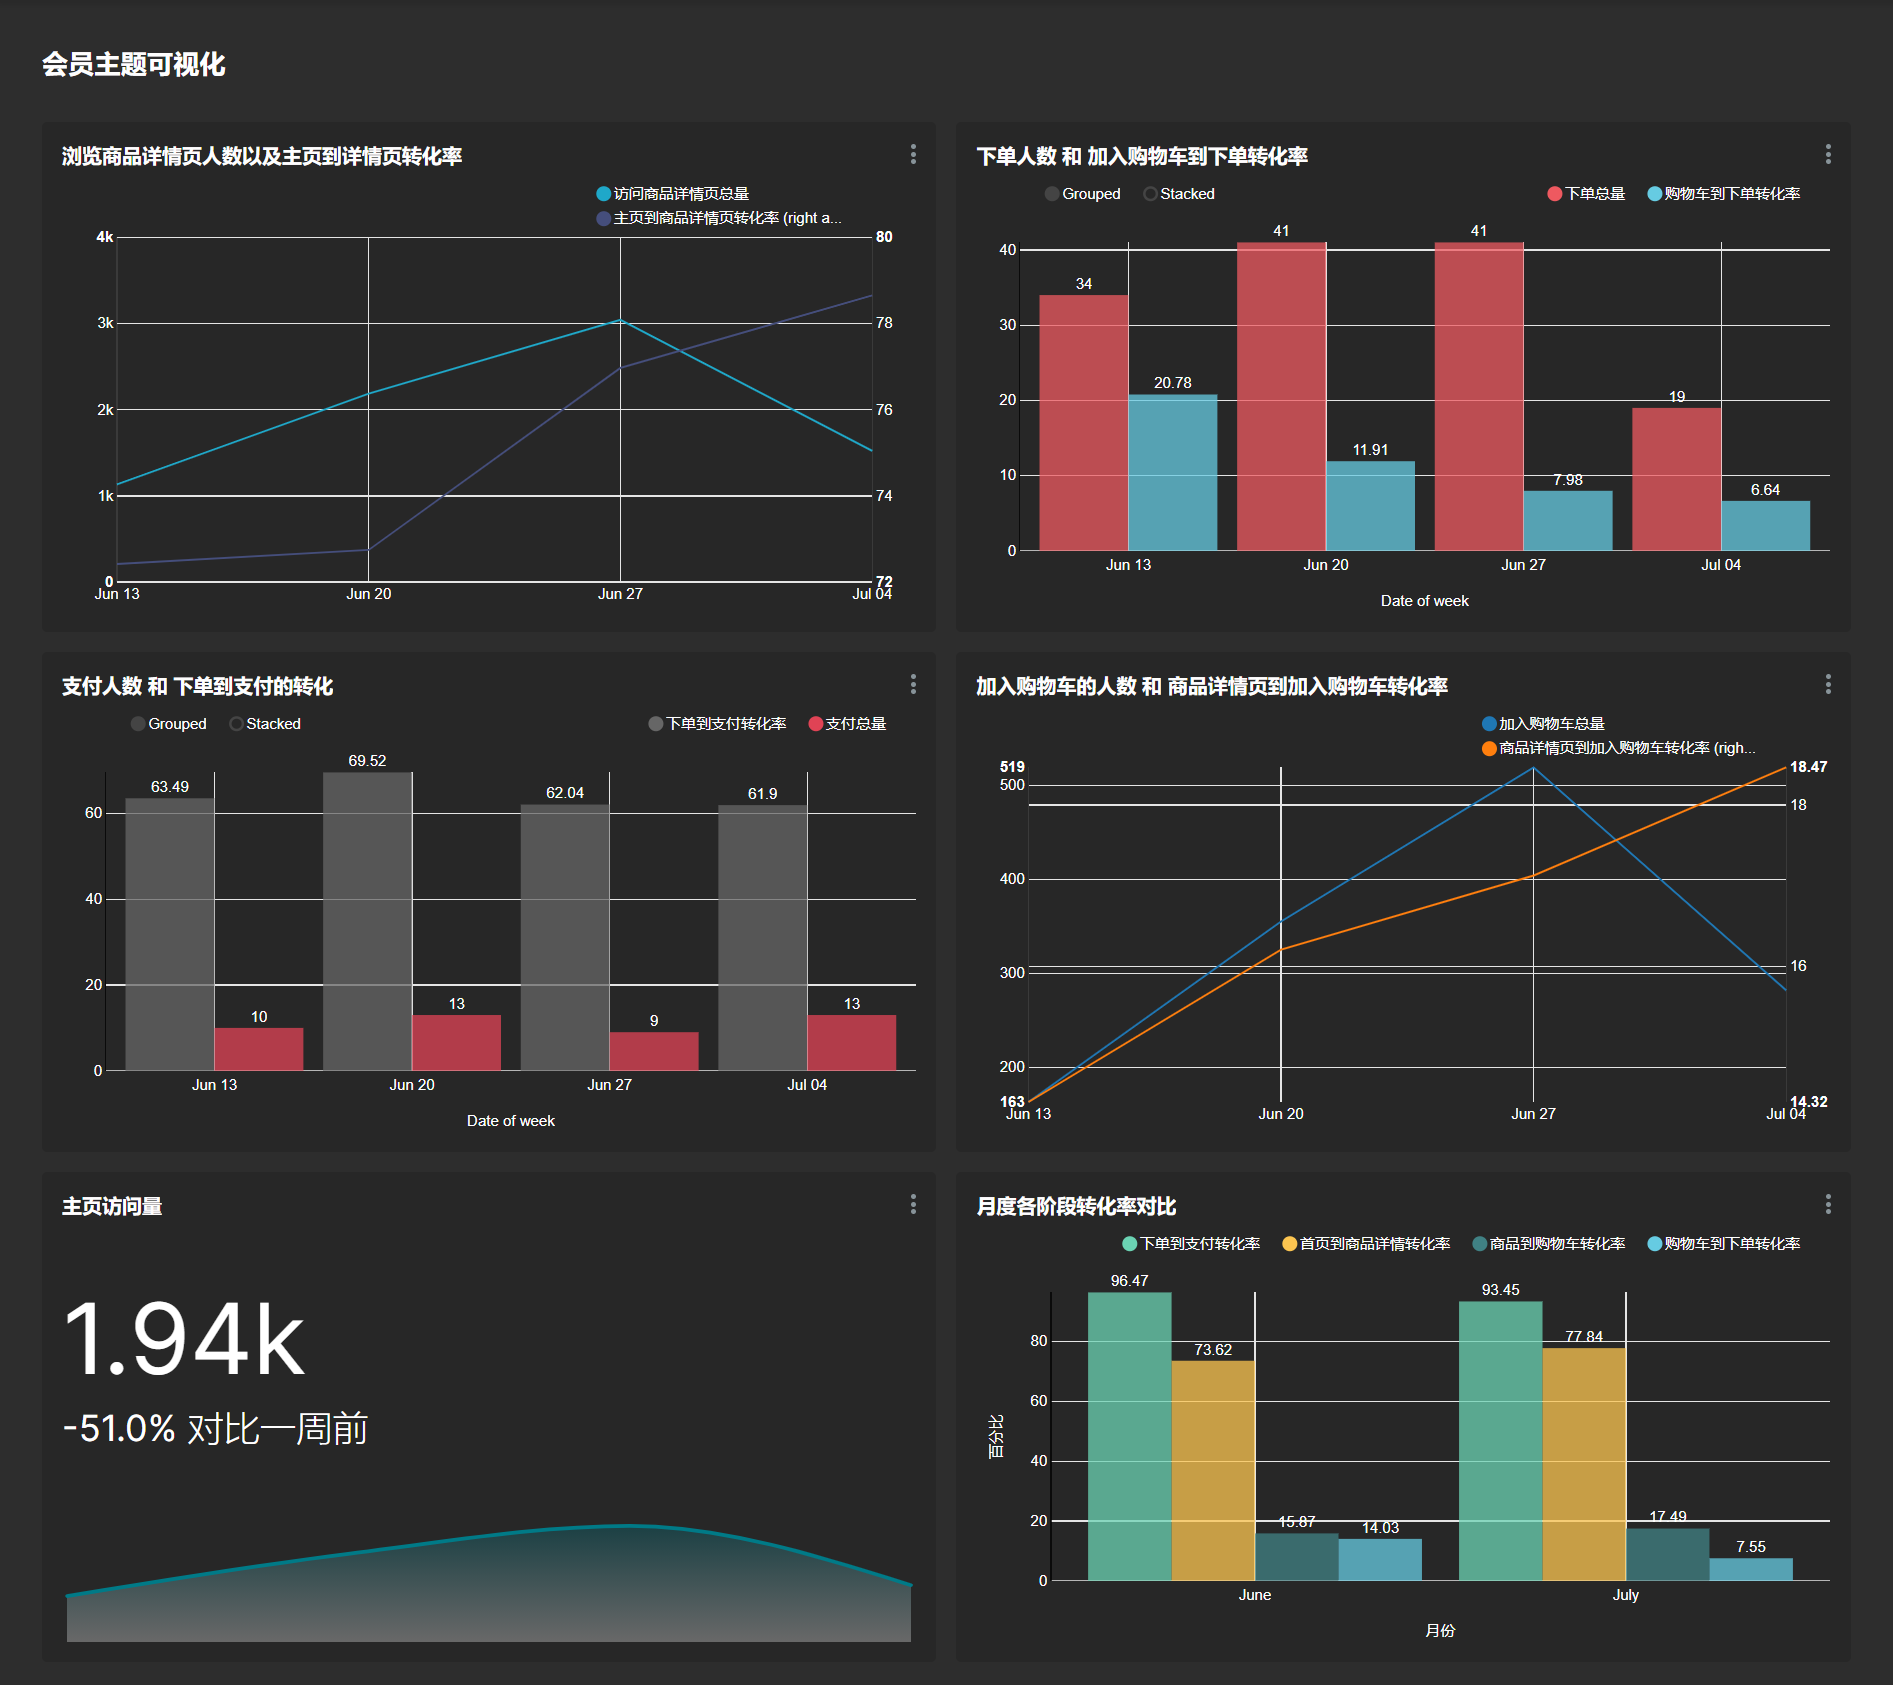 会员主题可视化
浏览商品详情页人数以及主页到详情页转化率
访问商品详情页总量
主页到商品详情页转化率 (right a...
4k
3k
2k
1k
0
80
78
76
74
72
Jun 13 Jun 20 Jun 27 Jul 04
下单人数 和 加入购物车到下单转化率
Grouped Stacked 下单总量 购物车到下单转化率
40
30
20
10
0
34 20.78 41 11.91 41 7.98 19 6.64
Jun 13 Jun 20 Jun 27 Jul 04
Date of week
支付人数 和 下单到支付的转化
Grouped Stacked 下单到支付转化率 支付总量
60
40
20
0
63.49 10 69.52 13 62.04 9 61.9 13
Jun 13 Jun 20 Jun 27 Jul 04
Date of week
加入购物车的人数 和 商品详情页到加入购物车转化率
加入购物车总量
商品详情页到加入购物车转化率 (righ...
519
500
400
300
200
163
18.47
18
16
14.32
Jun 13 Jun 20 Jun 27 Jul 04
主页访问量
1.94k
-51.0% 对比一周前
月度各阶段转化率对比
下单到支付转化率 首页到商品详情转化率 商品到购物车转化率 购物车到下单转化率
百分比
80
60
40
20
0
96.47 73.62 15.87 14.03 93.45 77.84 17.49 7.55
June July
月份